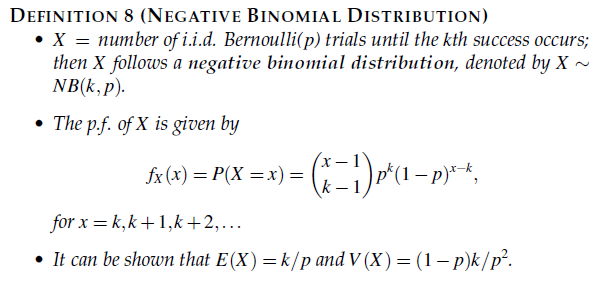 DEFINITION 8 (NEGATIVE BINOMIAL DISTRIBUTION)
• X = number of i.i.d. Bernoulli(p) trials until the kth success occurs;
then X follows a negative binomial distribution, denoted by X ∼
NB(k, p).
• The p.f. of X is given by
f_X(x) = P(X = x) = \binom{x − 1}{k − 1} p^k (1 − p)^{x−k},
for x = k, k + 1, k + 2, ...
• It can be shown that E(X) = k/p and V(X) = (1 − p)k/p².